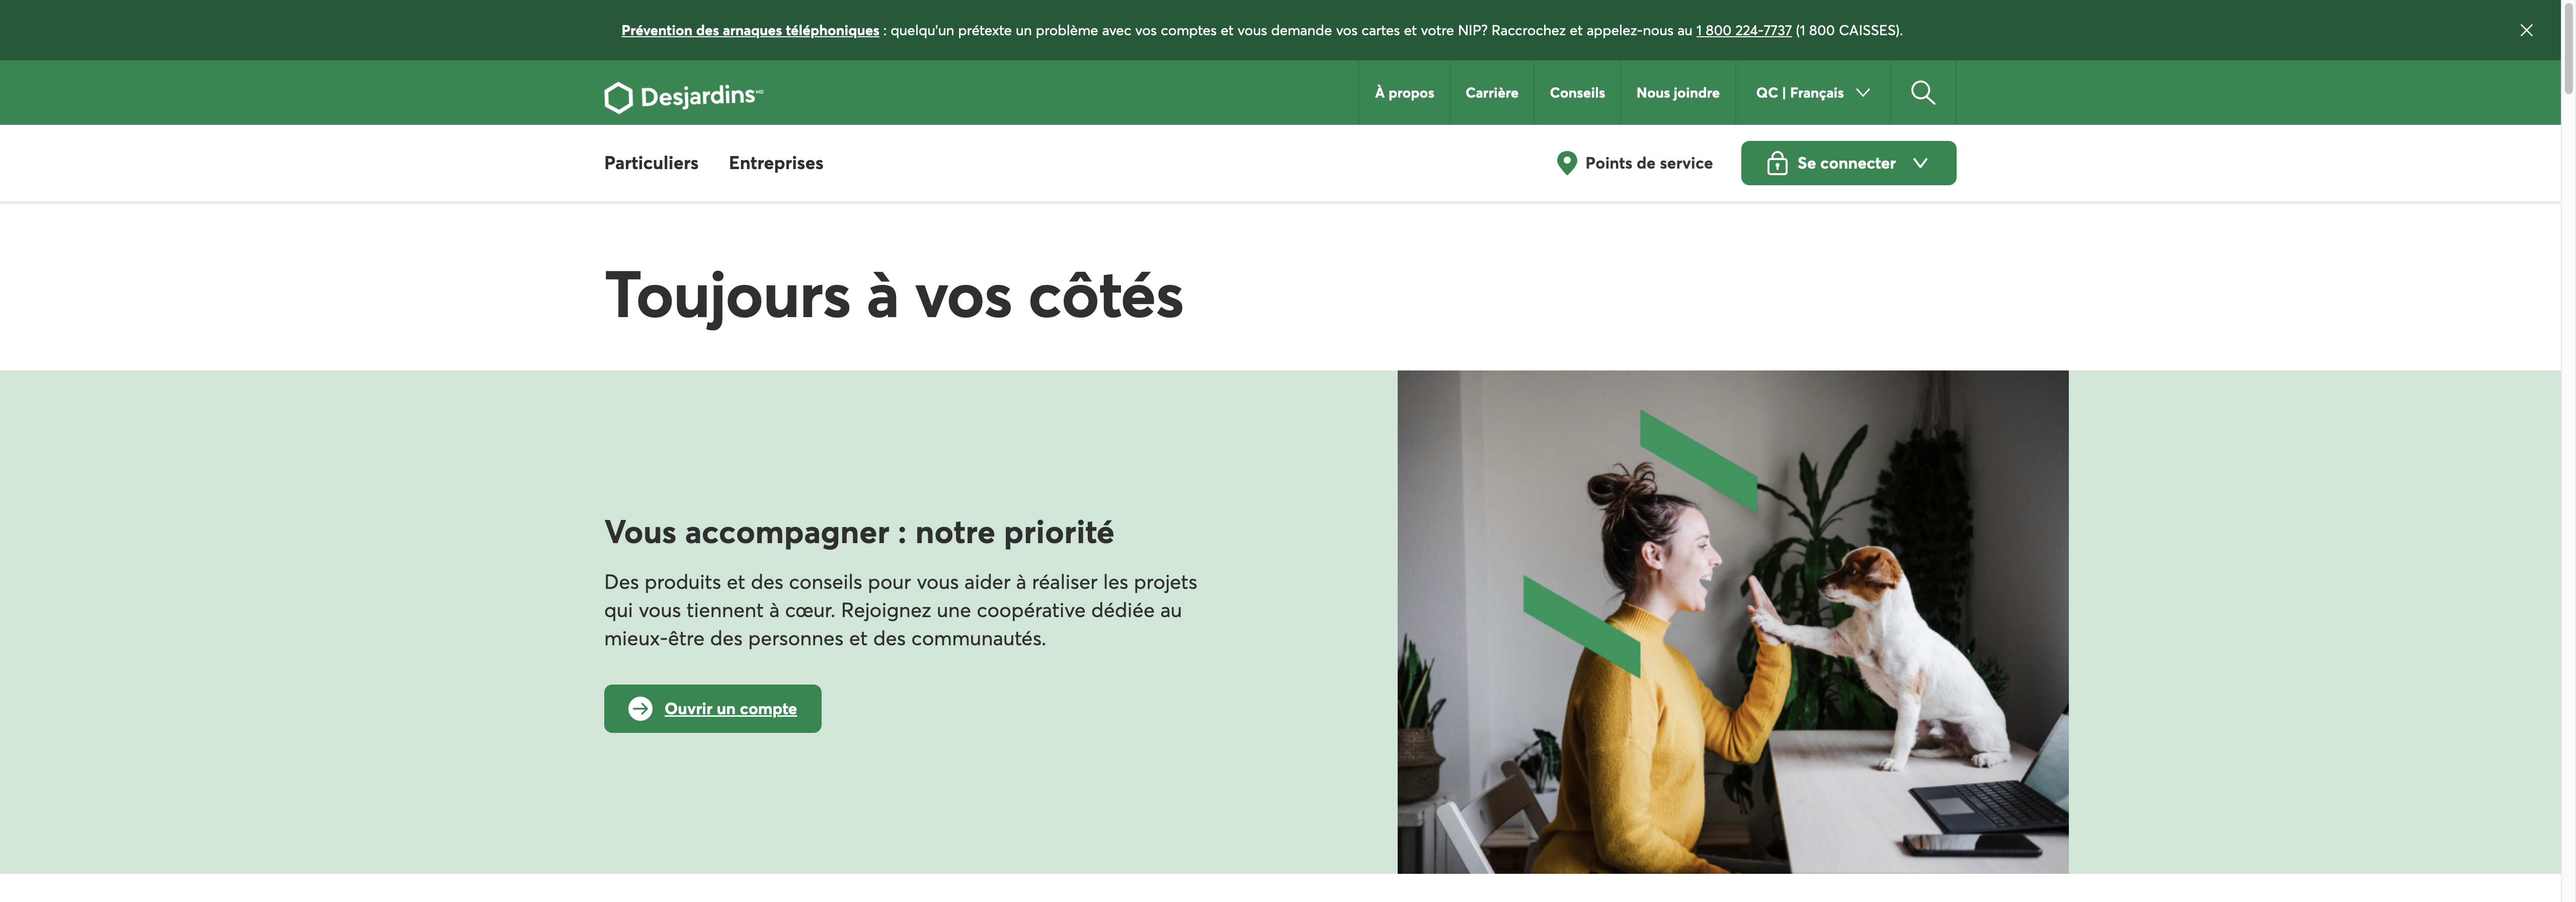 Prévention des arnaques téléphoniques : quelqu'un prétexte un problème avec vos comptes et vous demande vos cartes et votre NIP? Raccrochez et appelez-nous au 1 800 224-7737 (1 800 CAISSES).
Desjardins MD
À propos
Carrière
Conseils
Nous joindre
QC | Français
Particuliers
Entreprises
Points de service
Se connecter
Toujours à vos côtés
Vous accompagner : notre priorité
Des produits et des conseils pour vous aider à réaliser les projets
qui vous tiennent à cœur. Rejoignez une coopérative dédiée au
mieux-être des personnes et des communautés.
Ouvrir un compte